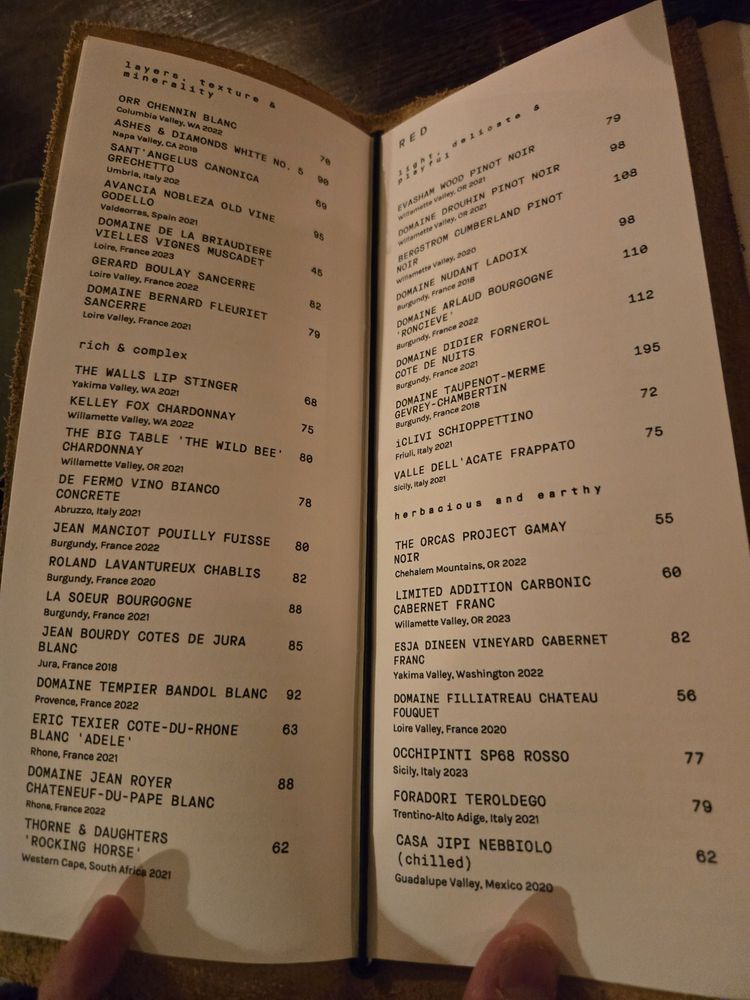 layers, texture &
minerality
ORR CHENNIN BLANC 70
Columbia Valley, WA 2022
ASHES & DIAMONDS WHITE NO. 5 90
Napa Valley, CA 2019
SANT'ANGELUS CANONICA
GRECHETTO 69
Umbria, Italy 202
AVANCIA NOBLEZA OLD VINE
GODELLO 95
Valdeorras, Spain 2021
DOMAINE DE LA BRIAUDIERE
VIELLES VIGNES MUSCADET 45
Loire, France 2023
GERARD BOULAY SANCERRE 82
Loire Valley, France 2022
DOMAINE BERNARD FLEURIET
SANCERRE 79
Loire Valley, France 2021
rich & complex
THE WALLS LIP STINGER 68
Yakima Valley, WA 2021
KELLEY FOX CHARDONNAY 75
Willamette Valley, WA 2022
THE BIG TABLE 'THE WILD BEE' 80
CHARDONNAY
Willamette Valley, OR 2021
DE FERMO VINO BIANCO
CONCRETE 78
Abruzzo, Italy 2021
JEAN MANCIOT POUILLY FUISSE 80
Burgundy, France 2022
ROLAND LAVANTUREUX CHABLIS 82
Burgundy, France 2020
LA SOEUR BOURGOGNE 88
Burgundy, France 2021
JEAN BOURDY COTES DE JURA 85
BLANC
Jura, France 2018
DOMAINE TEMPIER BANDOL BLANC 92
Provence, France 2022
ERIC TEXIER COTE-DU-RHONE 63
BLANC 'ADELE'
Rhone, France 2021
DOMAINE JEAN ROYER 88
CHATENEUF-DU-PAPE BLANC
Rhone, France 2022
THORNE & DAUGHTERS 62
'ROCKING HORSE'
Western Cape, South Africa 2021
RED
light, delicate &
playful
EVASHAM WOOD PINOT NOIR 79
Willamette Valley, OR 2021
DOMAINE DROUHIN PINOT NOIR 98
Willamette Valley, OR 2021
BERGSTROM CUMBERLAND PINOT 108
NOIR
Willamette Valley, 2020
DOMAINE NUDANT LADOIX 98
Burgundy, France 2018
DOMAINE ARLAUD BOURGOGNE 110
'RONCIEVE'
Burgundy, France 2022
DOMAINE DIDIER FORNEROL 112
COTE DE NUITS
Burgundy, France 2021
DOMAINE TAUPENOT-MERME 195
GEVREY-CHAMBERTIN
Burgundy, France 2018
iCLIVI SCHIOPPETTINO 72
Friuli, Italy 2021
VALLE DELL'ACATE FRAPPATO 75
Sicily, Italy 2021
herbacious and earthy
THE ORCAS PROJECT GAMAY 55
NOIR
Chehalem Mountains, OR 2022
LIMITED ADDITION CARBONIC 60
CABERNET FRANC
Willamette Valley, OR 2023
ESJA DINEEN VINEYARD CABERNET 82
FRANC
Yakima Valley, Washington 2022
DOMAINE FILLIATREAU CHATEAU 56
FOUQUET
Loire Valley, France 2020
OCCHIPINTI SP68 ROSSO 77
Sicily, Italy 2023
FORADORI TEROLDEGO 79
Trentino-Alto Adige, Italy 2021
CASA JIPI NEBBIOLO 62
(chilled)
Guadalupe Valley, Mexico 2020